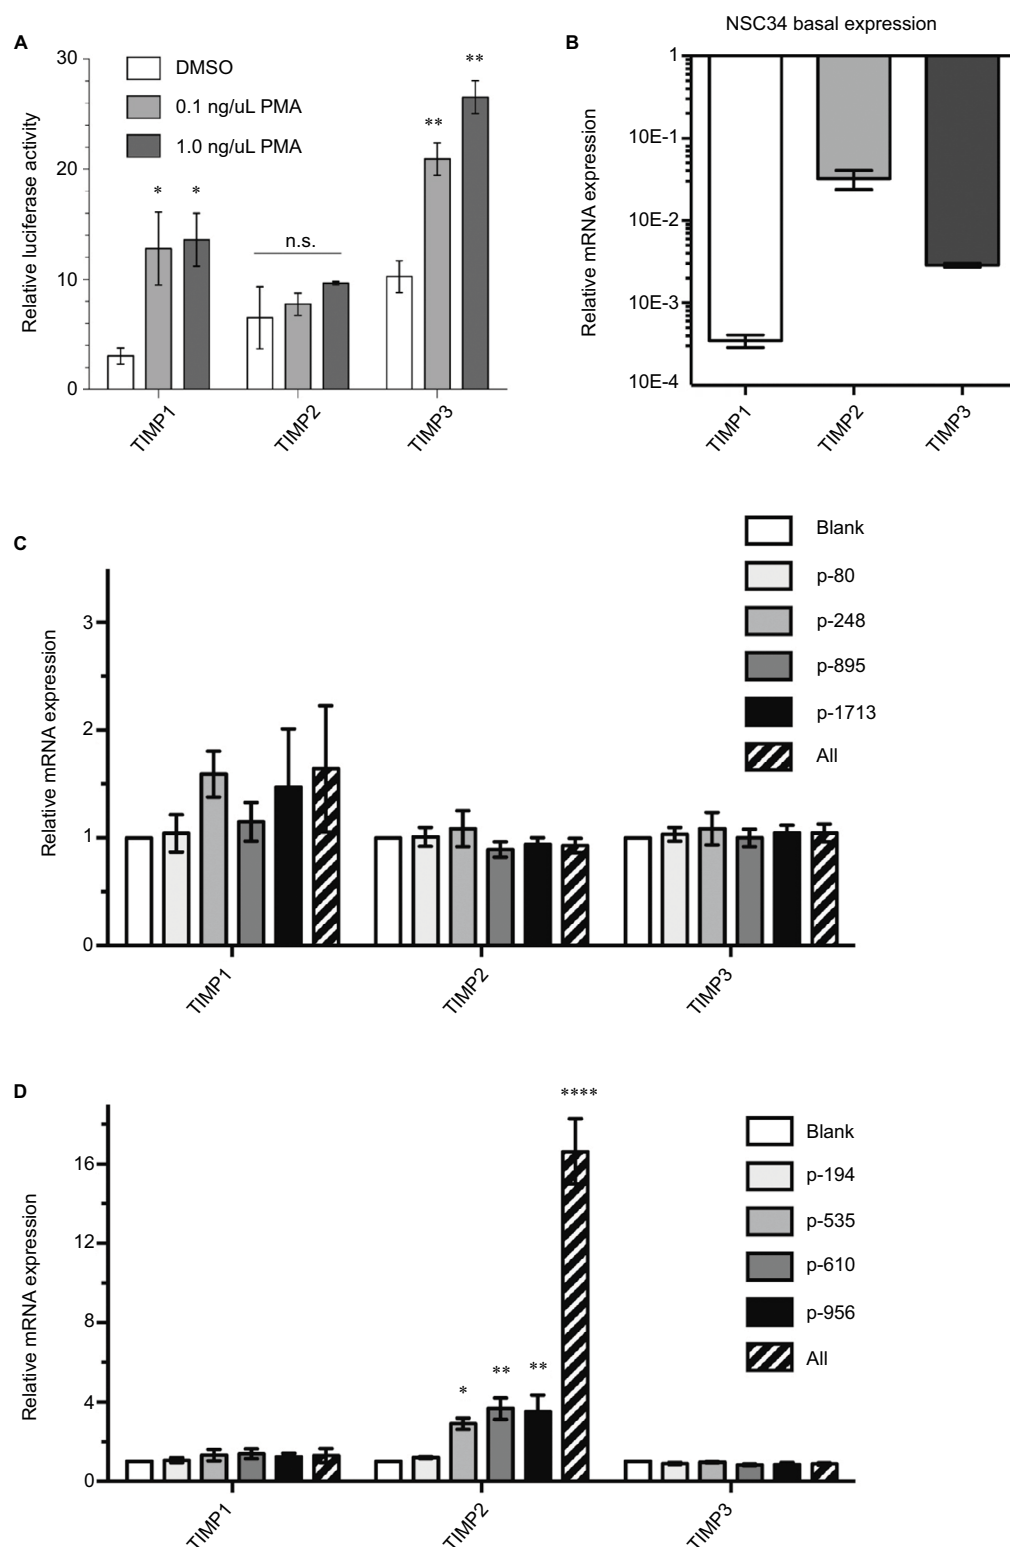 A
30
20
10
0
Relative luciferase activity
DMSO
0.1 ng/uL PMA
1.0 ng/uL PMA
*
*
n.s.
**
**
TIMP1
TIMP2
TIMP3
B
NSC34 basal expression
1
10E-1
10E-2
10E-3
10E-4
Relative mRNA expression
TIMP1
TIMP2
TIMP3
C
3
2
1
0
Relative mRNA expression
Blank
p-80
p-248
p-895
p-1713
All
TIMP1
TIMP2
TIMP3
D
16
12
8
4
0
Relative mRNA expression
*
**
**
****
Blank
p-194
p-535
p-610
p-956
All
TIMP1
TIMP2
TIMP3